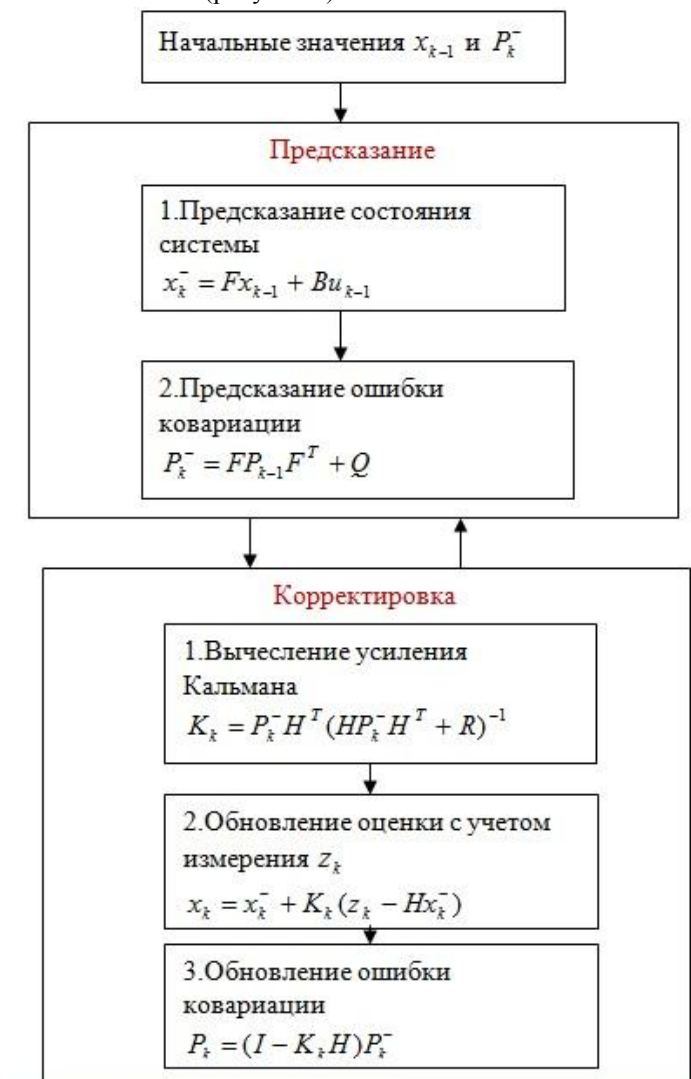 Начальные значения x_{k-1} и P_k^-
Предсказание
1.Предсказание состояния
системы
x_k^- = Fx_{k-1} + Bu_{k-1}
2.Предсказание ошибки
ковариации
P_k^- = FP_{k-1}F^T + Q
Корректировка
1.Вычесление усиления
Кальмана
K_k = P_k^- H^T (HP_k^- H^T + R)^{-1}
2.Обновление оценки с учетом
измерения z_k
x_k = x_k^- + K_k (z_k - Hx_k^-)
3.Обновление ошибки
ковариации
P_k = (I - K_k H)P_k^-